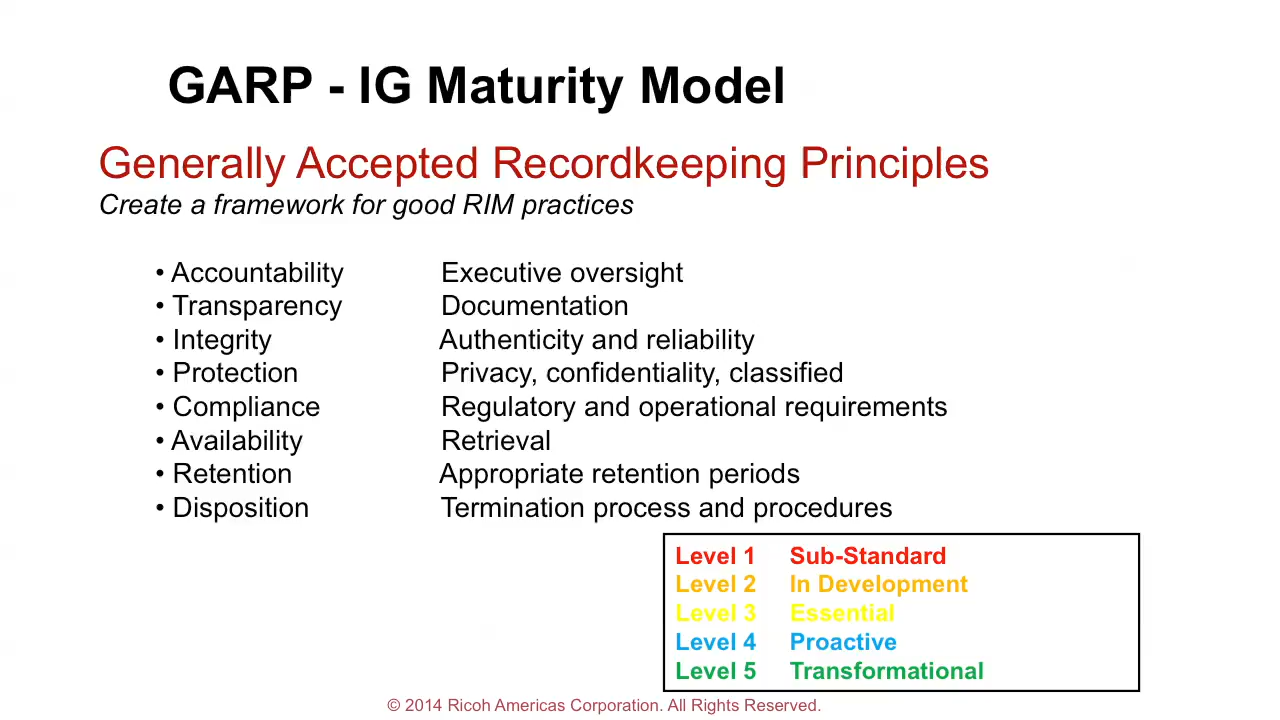 GARP - IG Maturity Model
Generally Accepted Recordkeeping Principles
Create a framework for good RIM practices
• Accountability Executive oversight
• Transparency Documentation
• Integrity Authenticity and reliability
• Protection Privacy, confidentiality, classified
• Compliance Regulatory and operational requirements
• Availability Retrieval
• Retention Appropriate retention periods
• Disposition Termination process and procedures
Level 1 Sub-Standard
Level 2 In Development
Level 3 Essential
Level 4 Proactive
Level 5 Transformational
© 2014 Ricoh Americas Corporation. All Rights Reserved.